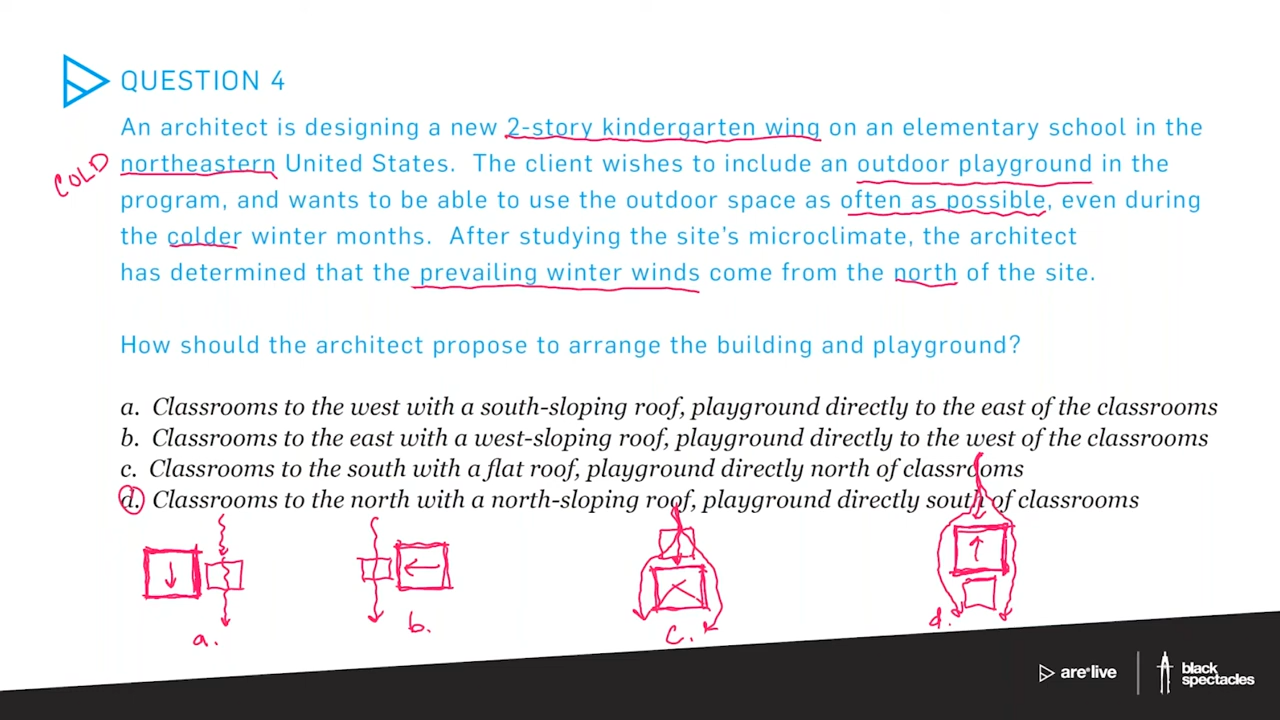 QUESTION 4
An architect is designing a new 2-story kindergarten wing on an elementary school in the
COLD
northeastern United States. The client wishes to include an outdoor playground in the
program, and wants to be able to use the outdoor space as often as possible, even during
the colder winter months. After studying the site's microclimate, the architect
has determined that the prevailing winter winds come from the north of the site.
How should the architect propose to arrange the building and playground?
a. Classrooms to the west with a south-sloping roof, playground directly to the east of the classrooms
b. Classrooms to the east with a west-sloping roof, playground directly to the west of the classrooms
c. Classrooms to the south with a flat roof, playground directly north of classrooms
d. Classrooms to the north with a north-sloping roof, playground directly south of classrooms
a. b. c. d.
are•live
black
spectacles